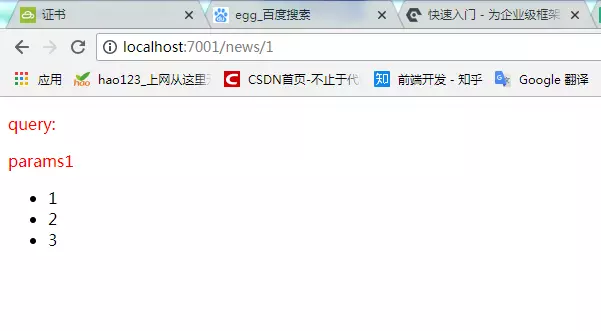 证书
egg_百度搜索
快速入门 - 为企业级框架
localhost:7001/news/1
应用
hao
hao123_上网从这里
C
CSDN首页-不止于代
知
前端开发 - 知乎
Google 翻译
query:
params1
1
2
3